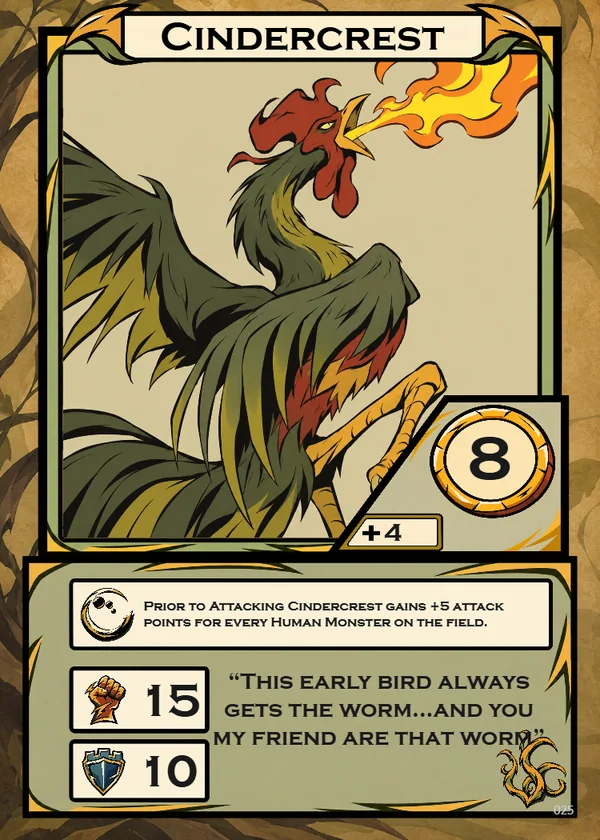 Cindercrest
8
+4
Prior to Attacking Cindercrest gains +5 attack
points for every Human Monster on the field.
15
“This early bird always
gets the worm...and you
my friend are that worm”
10
025